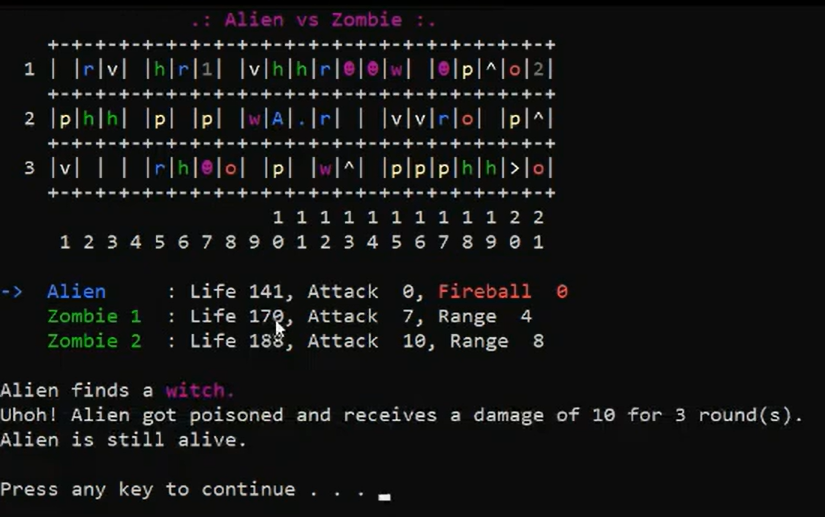 .: Alien vs Zombie :.
+-+-+-+-+-+-+-+-+-+-+-+-+-+-+-+-+-+-+-+-+-+
1 | |r|v| |h|r|1| |v|h|h|r|☻|☻|w| |☻|p|^|o|2|
+-+-+-+-+-+-+-+-+-+-+-+-+-+-+-+-+-+-+-+-+-+
2 |p|h|h| |p| |p| |w|A|.|r| | |v|v|r|o| |p|^|
+-+-+-+-+-+-+-+-+-+-+-+-+-+-+-+-+-+-+-+-+-+
3 |v| | | |r|h|☻|o| |p| |w|^| |p|p|p|h|h|>|o|
+-+-+-+-+-+-+-+-+-+-+-+-+-+-+-+-+-+-+-+-+-+
1 1 1 1 1 1 1 1 1 1 2 2
1 2 3 4 5 6 7 8 9 0 1 2 3 4 5 6 7 8 9 0 1
-> Alien : Life 141, Attack 0, Fireball 0
Zombie 1 : Life 170, Attack 7, Range 4
Zombie 2 : Life 188, Attack 10, Range 8
Alien finds a witch.
Uhoh! Alien got poisoned and receives a damage of 10 for 3 round(s).
Alien is still alive.
Press any key to continue . . .